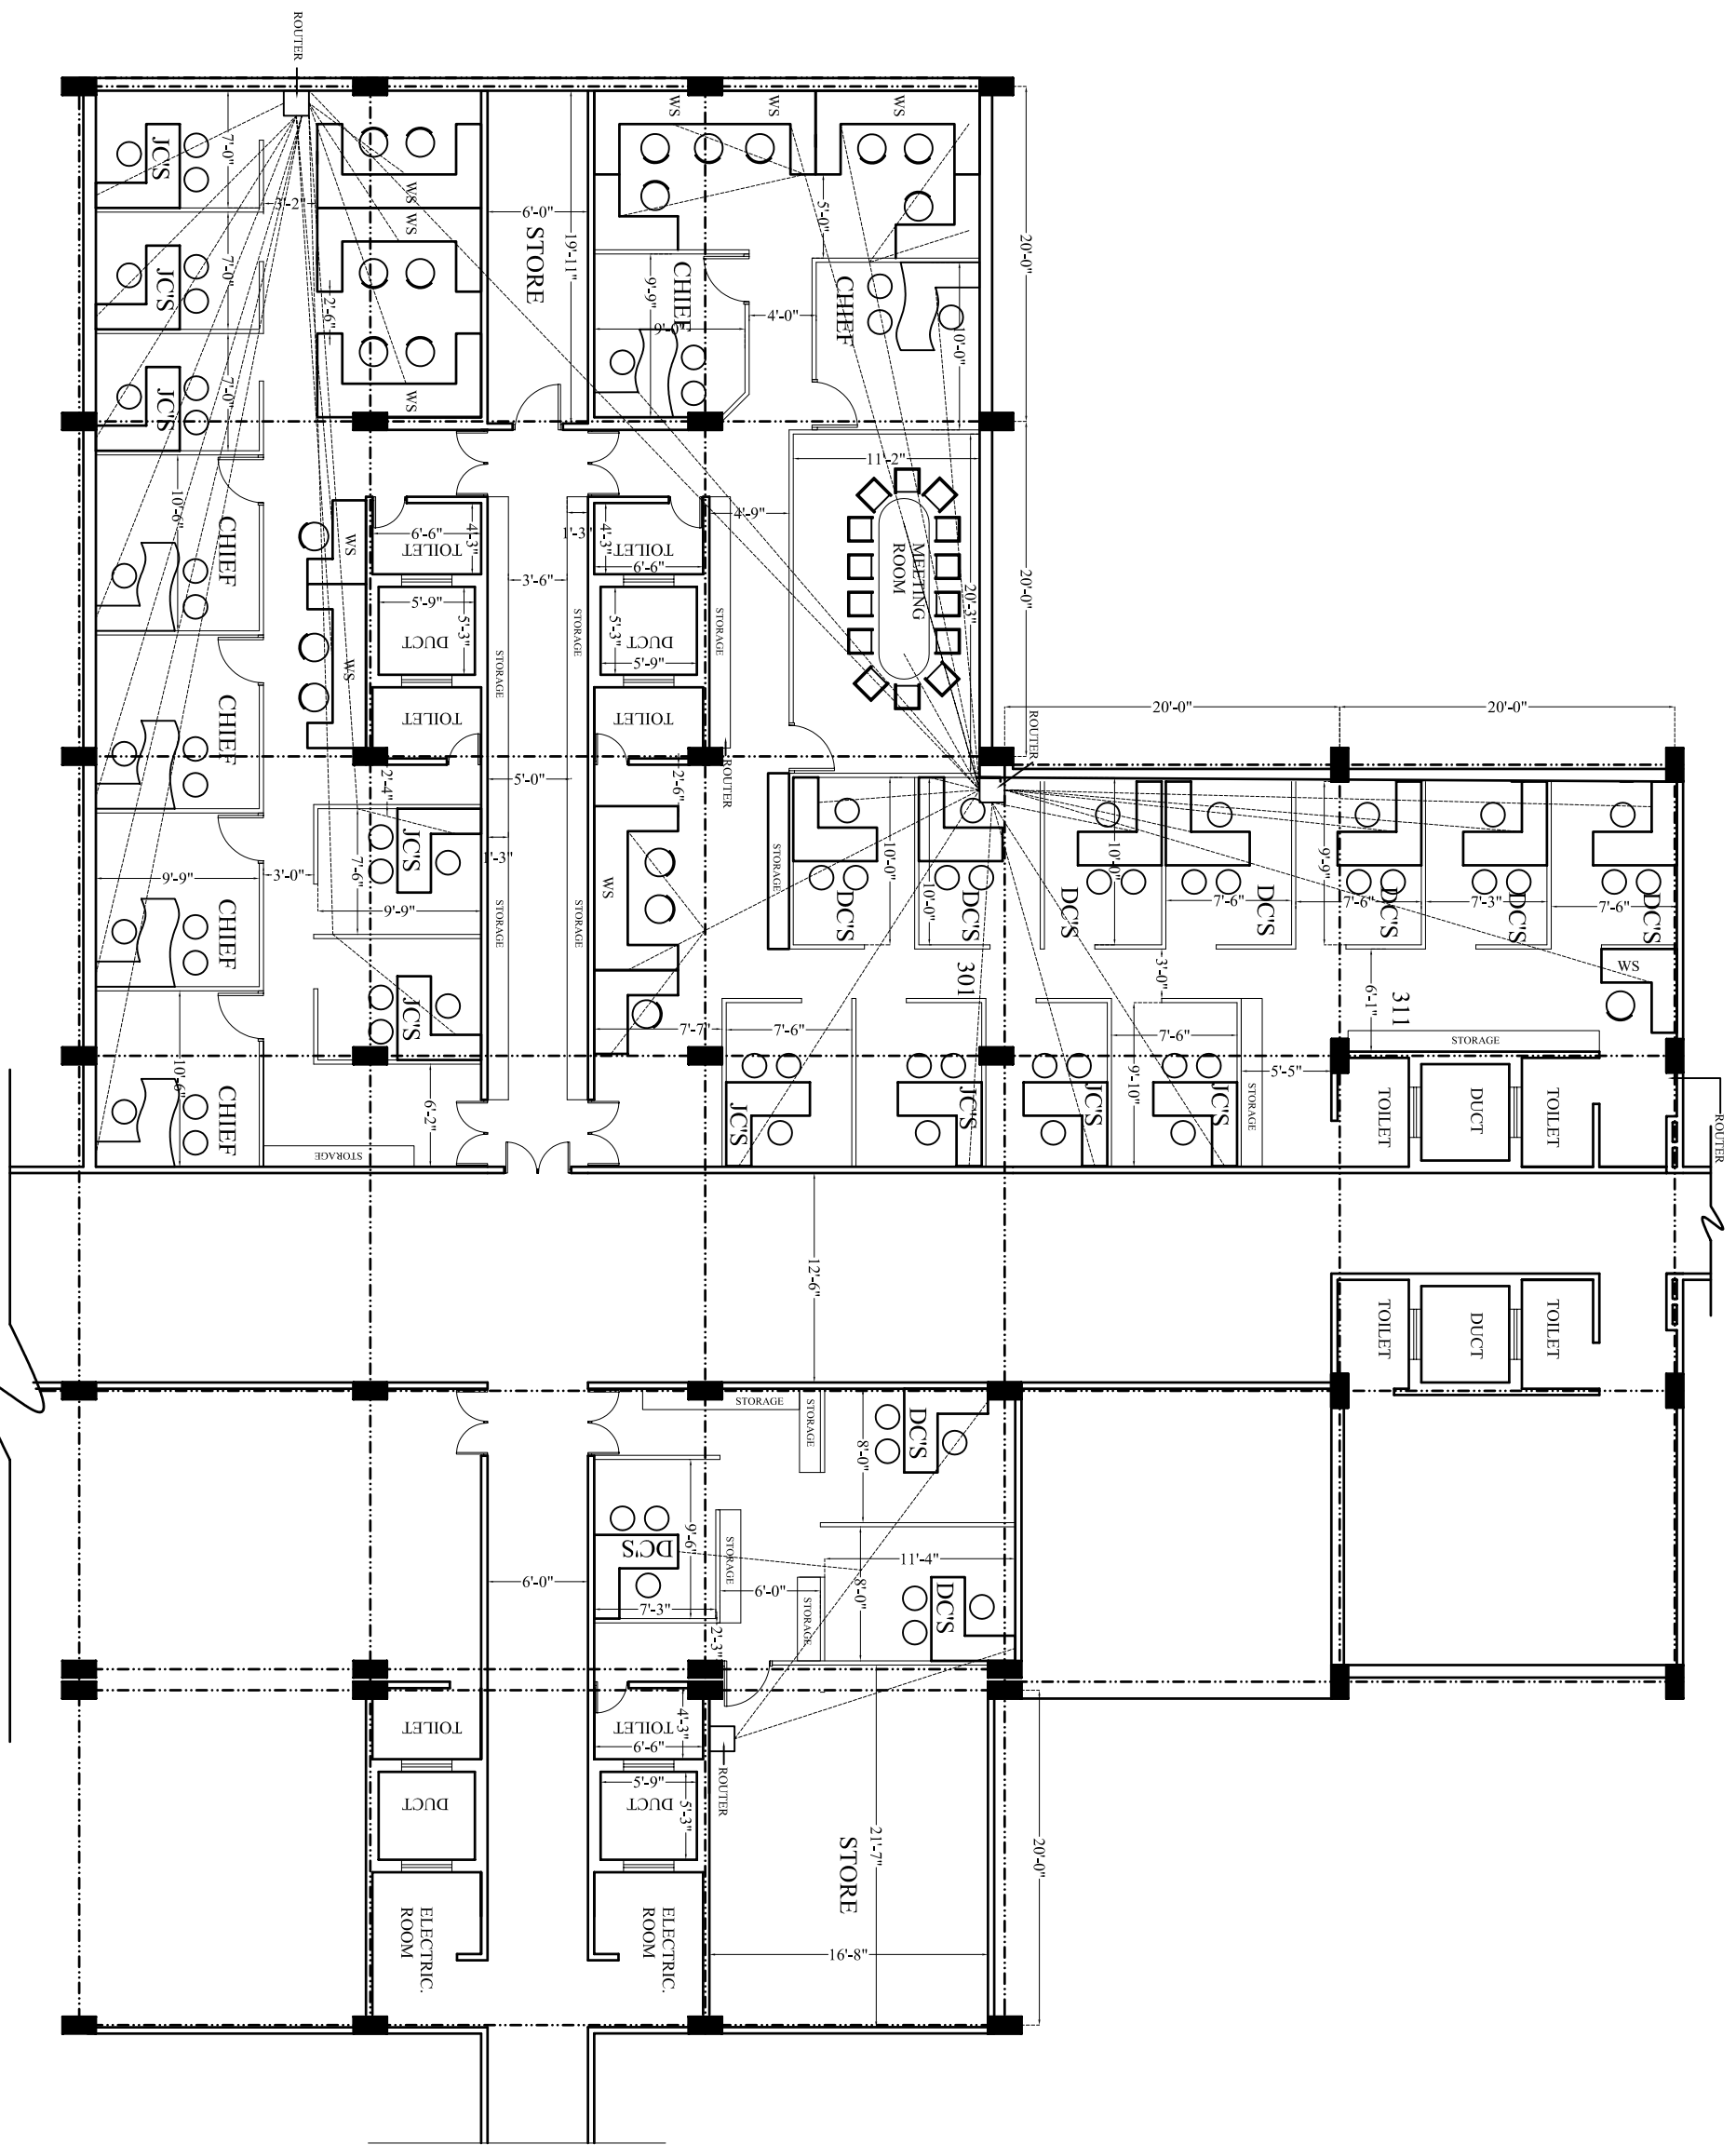 ROUTER
WS
WS
WS
JC'S
7'-0"
3'-2"
WS
WS
6'-0"
STORE
19'-11"
5'-0"
20'-0"
JC'S
7'-0"
2'-6"
CHIEF
9'-9"
9'-0"
4'-0"
CHIEF
10'-0"
JC'S
7'-0"
WS
11'-2"
10'-6"
CHIEF
WS
6'-6"
4'-3"
TOILET
3'-6"
1'-3"
4'-3"
TOILET
6'-6"
4'-9"
MEETING
ROOM
20'-3"
20'-0"
5'-9"
5'-3"
DUCT
5'-3"
DUCT
5'-9"
STORAGE
STORAGE
STORAGE
WS
CHIEF
TOILET
TOILET
20'-0"
20'-0"
ROUTER
2'-4"
5'-0"
2'-6"
ROUTER
JC'S
7'-6"
1'-3"
9'-9"
3'-0"
9'-9"
CHIEF
STORAGE
STORAGE
WS
STORAGE
10'-0"
DC'S
10'-0"
DC'S
10'-0"
DC'S
7'-6"
DC'S
9'-9"
7'-6"
DC'S
7'-3"
DC'S
7'-6"
DC'S
WS
JC'S
301
3'-0"
6'-1"
311
7'-7"
7'-6"
7'-6"
STORAGE
5'-5"
10'-6"
CHIEF
6'-2"
JC'S
JC'S
JC'S
9'-10"
JC'S
STORAGE
TOILET
DUCT
TOILET
ROUTER
STORAGE
12'-6"
TOILET
DUCT
TOILET
STORAGE
STORAGE
8'-0"
DC'S
9'-6"
DC'S
STORAGE
11'-4"
6'-0"
6'-0"
8'-0"
7'-3"
STORAGE
DC'S
2'-3"
TOILET
TOILET
4'-3"
6'-6"
ROUTER
DUCT
5'-9"
DUCT
5'-3"
21'-7"
STORE
20'-0"
ELECTRIC.
ROOM
ELECTRIC.
ROOM
16'-8"